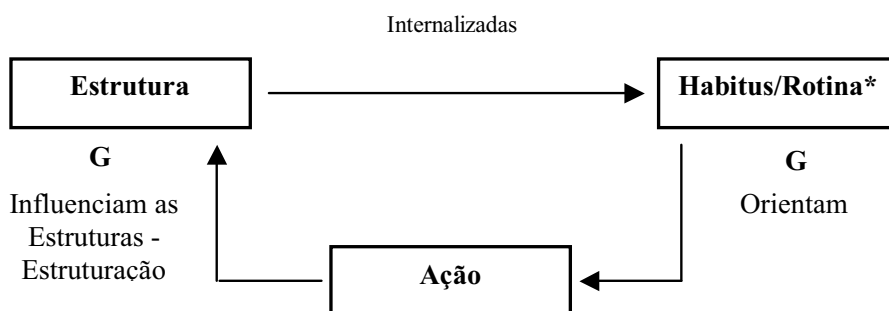 Internalizadas
Estrutura
Habitus/Rotina*
G
G
Influenciam as
Estruturas -
Estruturação
Orientam
Ação